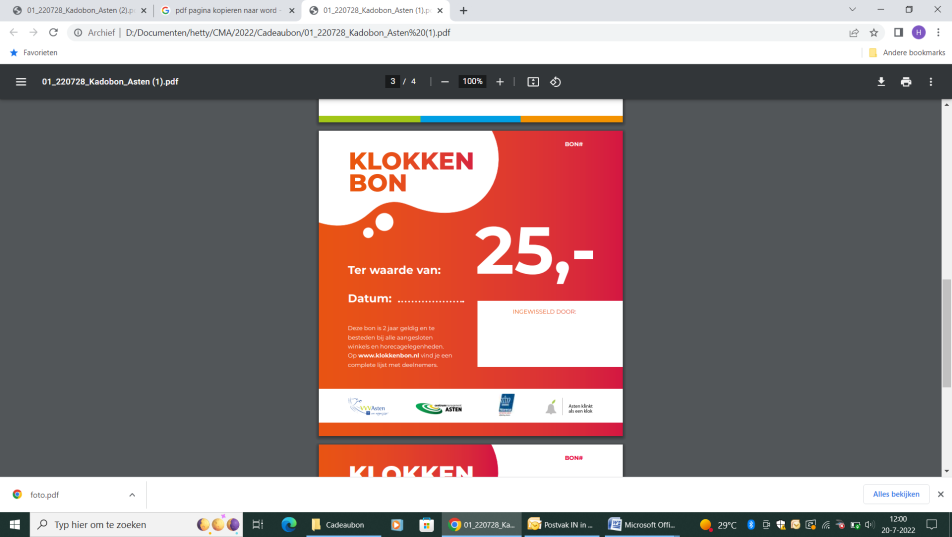 01_220728_Kadobon_Asten (2).p
pdf pagina kopieren naar word -
01_220728_Kadobon_Asten (1).p
Archief | D:/Documenten/hetty/CMA/2022/Cadeaubon/01_220728_Kadobon_Asten%20(1).pdf
H
Favorieten
Andere bookmarks
01_220728_Kadobon_Asten (1).pdf
3 / 4
100%
BON#
KLOKKEN
BON
25,-
Ter waarde van:
Datum: ....................
INGEWISSELD DOOR:
Deze bon is 2 jaar geldig en te
besteden bij alle aangesloten
winkels en horecagelegenheden.
Op www.klokkenbon.nl vind je een
complete lijst met deelnemers.
Asten
ASTEN
Asten klinkt
als een klok
BON#
KLOKKEN
foto.pdf
Alles bekijken
Typ hier om te zoeken
Cadeaubon
01_220728_Ka...
Postvak IN in ...
Microsoft Offi...
29°C
12:00
20-7-2022